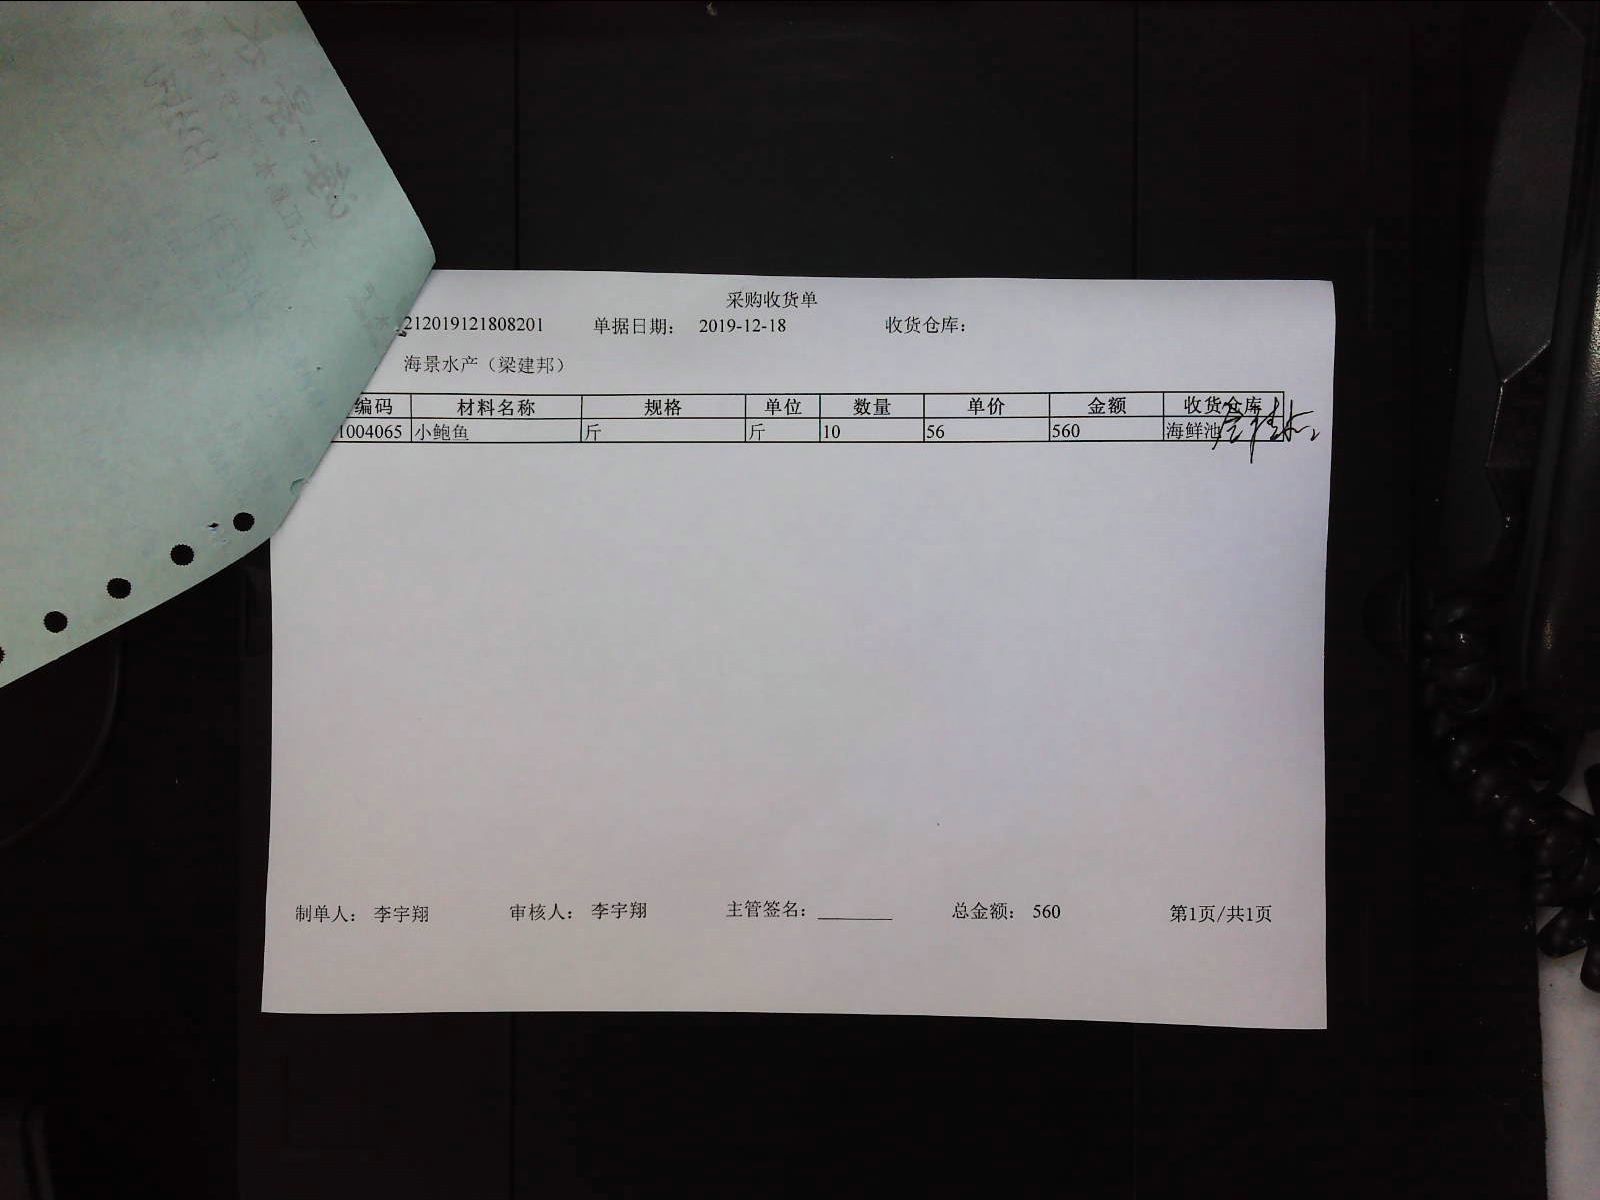 采购收货单
212019121808201 单据日期： 2019-12-18 收货仓库：
海景水产（梁建邦）
编码 材料名称 规格 单位 数量 单价 金额 收货仓库
1004065 小鲍鱼 斤 斤 10 56 560 海鲜池
制单人： 李宇翔 审核人： 李宇翔 主管签名： 总金额： 560 第1页/共1页